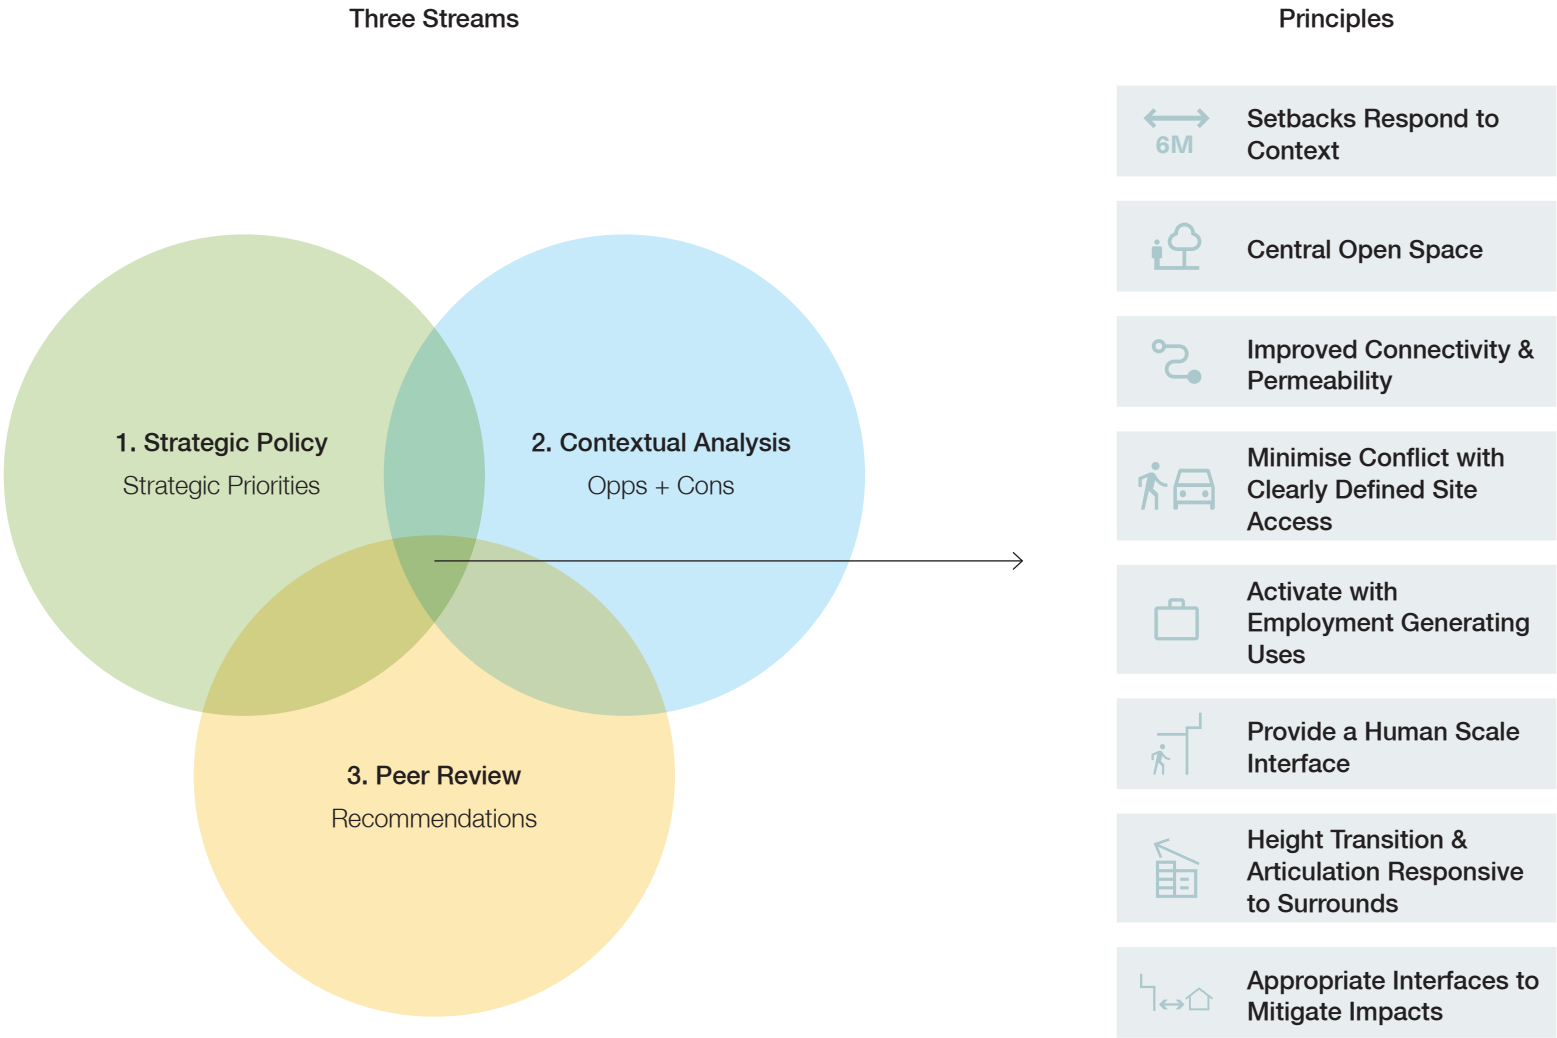 Three Streams
1. Strategic Policy
Strategic Priorities
2. Contextual Analysis
Opps + Cons
3. Peer Review
Recommendations
Principles
6M
Setbacks Respond to
Context
Central Open Space
Improved Connectivity &
Permeability
Minimise Conflict with
Clearly Defined Site
Access
Activate with
Employment Generating
Uses
Provide a Human Scale
Interface
Height Transition &
Articulation Responsive
to Surrounds
Appropriate Interfaces to
Mitigate Impacts